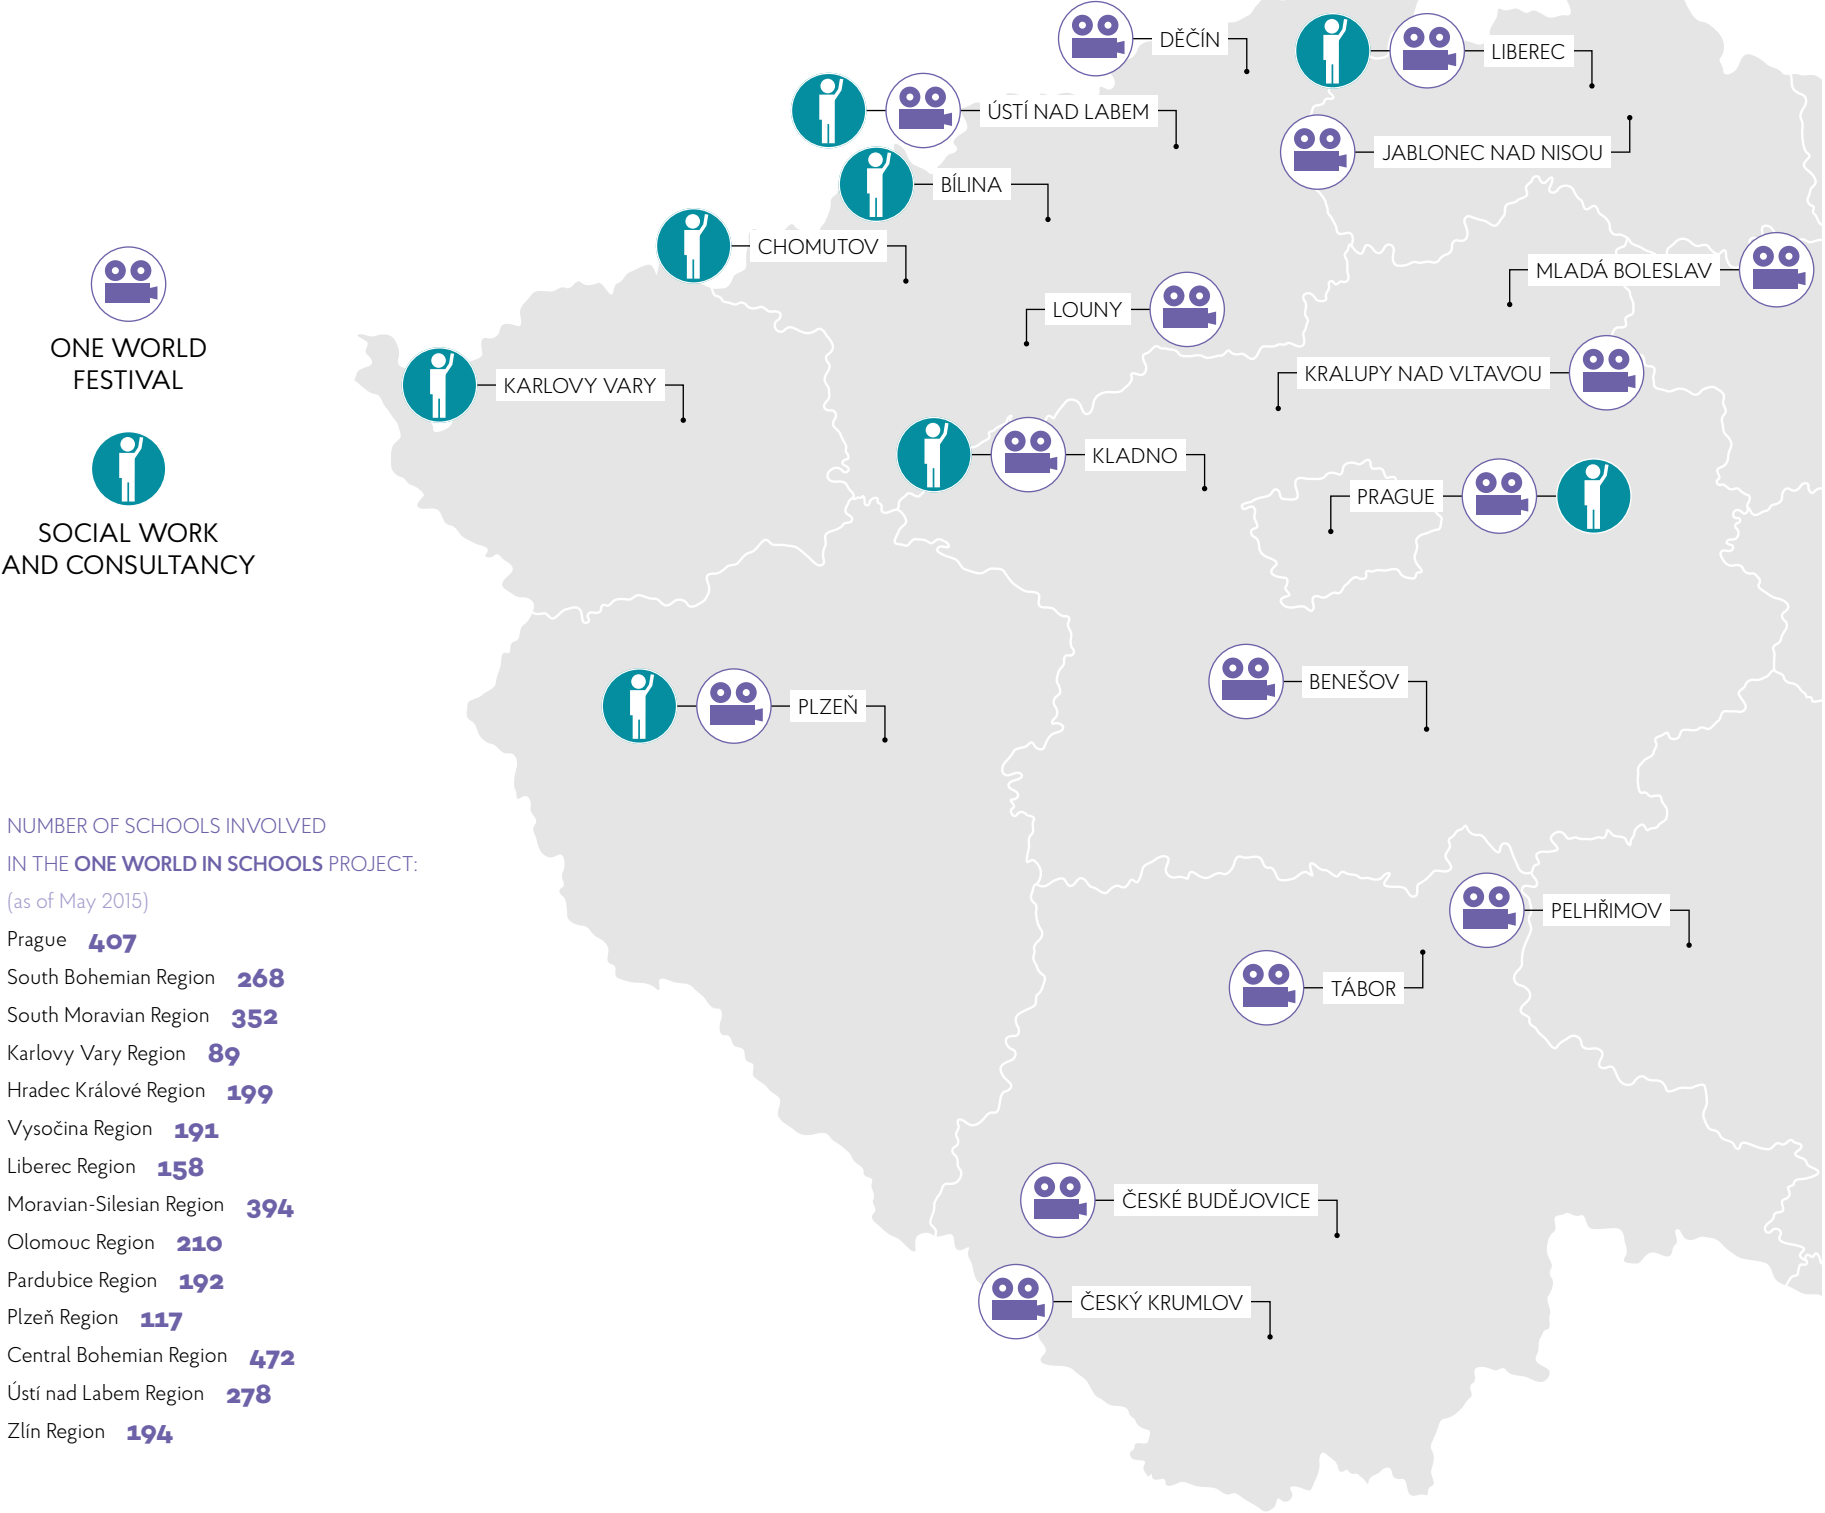 DĚČÍN
LIBEREC
ÚSTÍ NAD LABEM
JABLONEC NAD NISOU
BÍLINA
CHOMUTOV
MLADÁ BOLESLAV
LOUNY
ONE WORLD
FESTIVAL
KARLOVY VARY
KRALUPY NAD VLTAVOU
KLADNO
PRAGUE
SOCIAL WORK
AND CONSULTANCY
BENEŠOV
PLZEŇ
PELHŘIMOV
TÁBOR
ČESKÉ BUDĚJOVICE
ČESKÝ KRUMLOV
NUMBER OF SCHOOLS INVOLVED
IN THE ONE WORLD IN SCHOOLS PROJECT:
(as of May 2015)
Prague 407
South Bohemian Region 268
South Moravian Region 352
Karlovy Vary Region 89
Hradec Králové Region 199
Vysočina Region 191
Liberec Region 158
Moravian-Silesian Region 394
Olomouc Region 210
Pardubice Region 192
Plzeň Region 117
Central Bohemian Region 472
Ústí nad Labem Region 278
Zlín Region 194